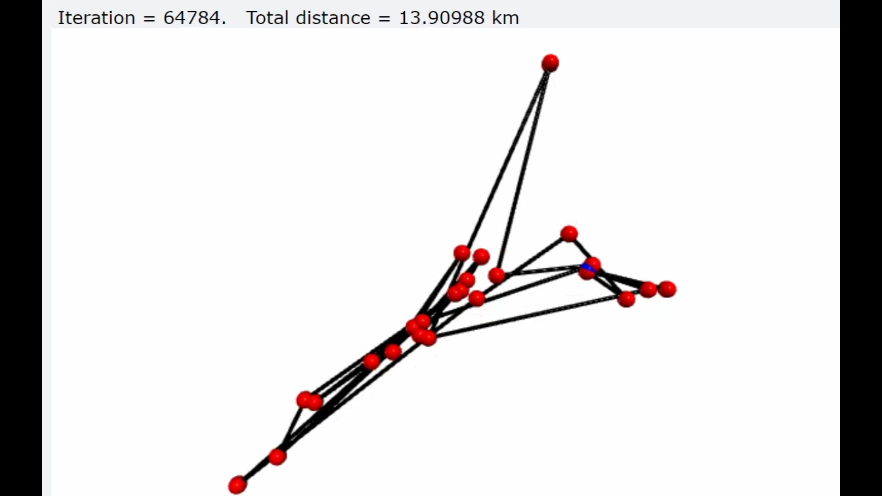 Iteration = 64784. Total distance = 13.90988 km